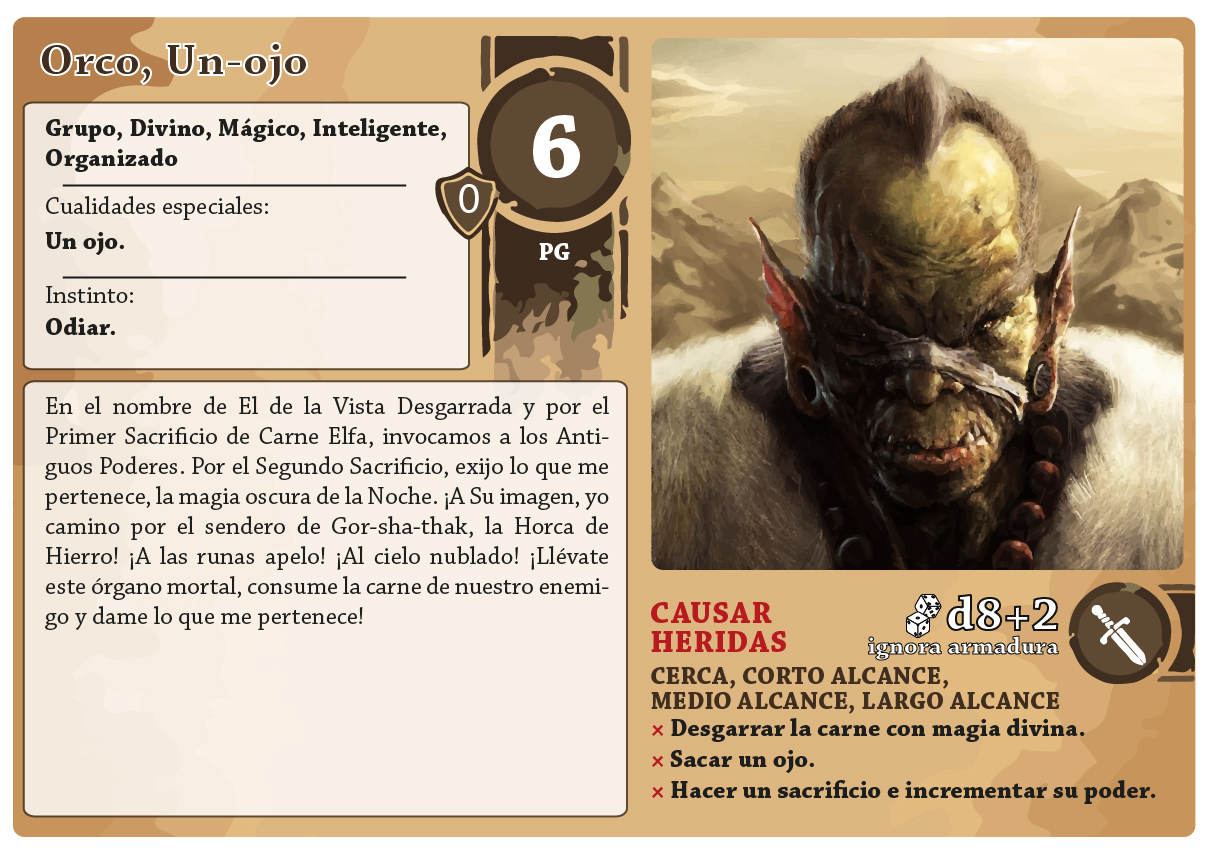 Orco, Un-ojo
Grupo, Divino, Mágico, Inteligente,
Organizado
Cualidades especiales:
Un ojo.
Instinto:
Odiar.
0
6
PG
En el nombre de El de la Vista Desgarrada y por el
Primer Sacrificio de Carne Elfa, invocamos a los Anti-
guos Poderes. Por el Segundo Sacrificio, exijo lo que me
pertenece, la magia oscura de la Noche. ¡A Su imagen, yo
camino por el sendero de Gor-sha-thak, la Horca de
Hierro! ¡A las runas apelo! ¡Al cielo nublado! ¡Llévate
este órgano mortal, consume la carne de nuestro enemi-
go y dame lo que me pertenece!
CAUSAR
HERIDAS
d8+2
ignora armadura
CERCA, CORTO ALCANCE,
MEDIO ALCANCE, LARGO ALCANCE
× Desgarrar la carne con magia divina.
× Sacar un ojo.
× Hacer un sacrificio e incrementar su poder.